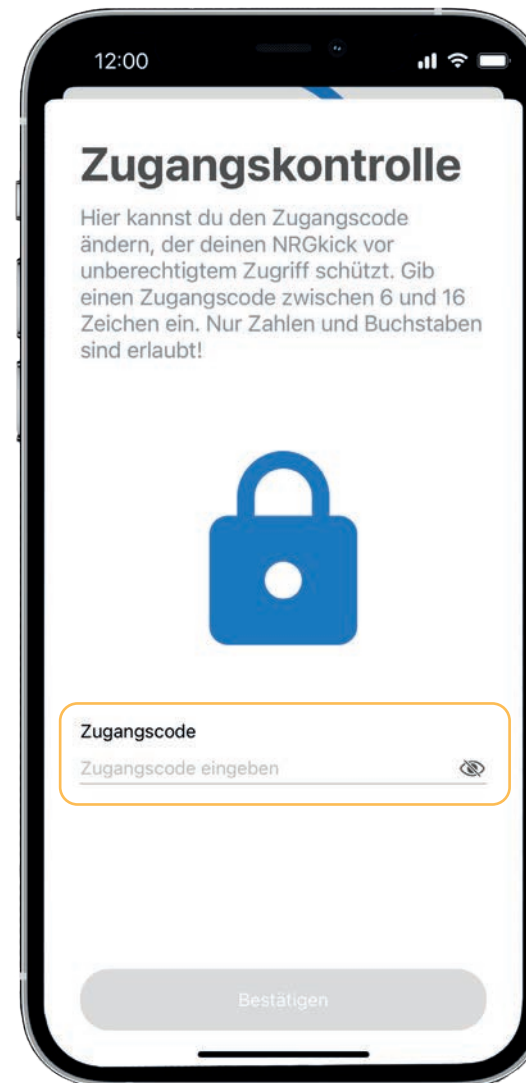 12:00
Zugangskontrolle
Hier kannst du den Zugangscode
ändern, der deinen NRGkick vor
unberechtigtem Zugriff schützt. Gib
einen Zugangscode zwischen 6 und 16
Zeichen ein. Nur Zahlen und Buchstaben
sind erlaubt!
Zugangscode
Zugangscode eingeben
Bestätigen